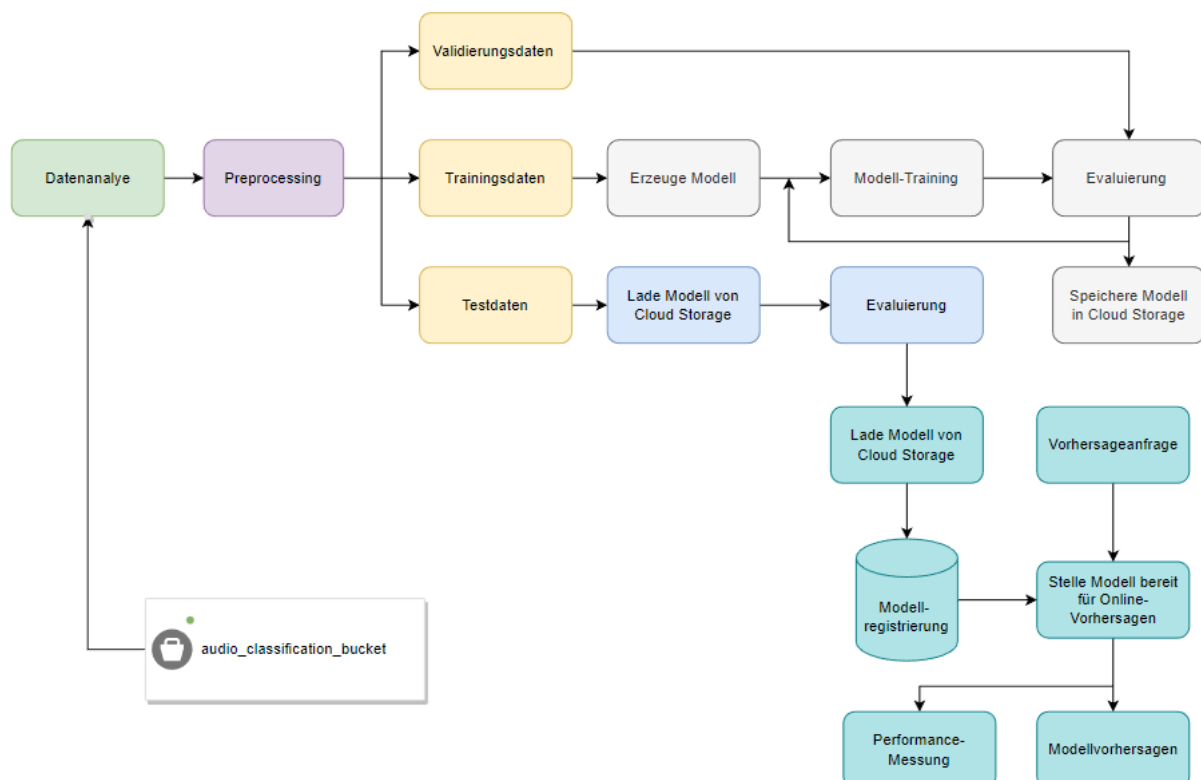 Validierungsdaten
Datenanalye
Preprocessing
Trainingsdaten
Erzeuge Modell
Modell-Training
Evaluierung
Testdaten
Lade Modell von
Cloud Storage
Evaluierung
Speichere Modell
in Cloud Storage
Lade Modell von
Cloud Storage
Vorhersageanfrage
Modell-
registrierung
Stelle Modell bereit
für Online-
Vorhersagen
audio_classification_bucket
Performance-
Messung
Modellvorhersagen